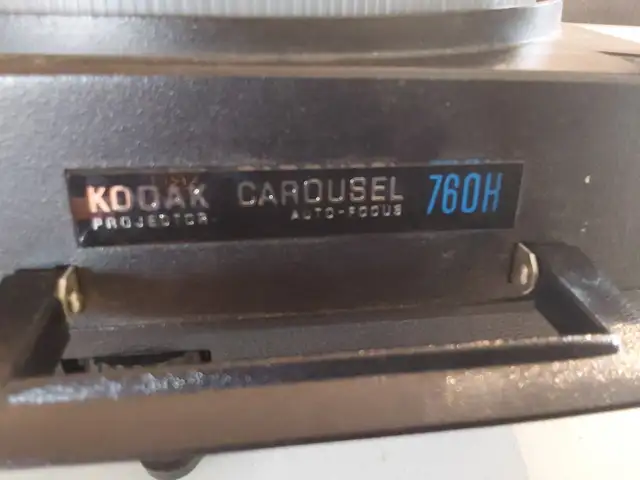 KODAK CAROUSEL 760H
PROJECTOR AUTO-FOCUS